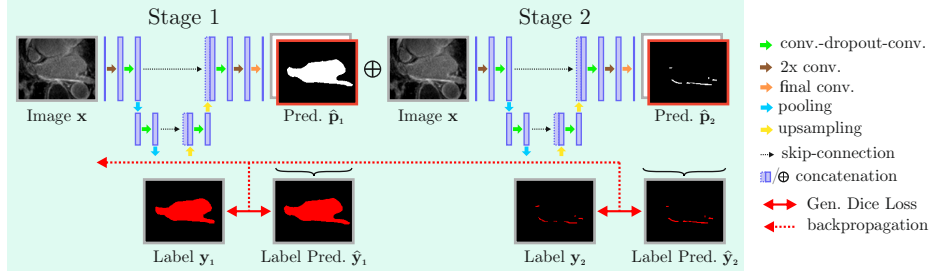 Stage 1
Stage 2
Image x
Pred. p̂₁
⊕
Image x
Pred. p̂₂
Label y₁
Label Pred. ŷ₁
Label y₂
Label Pred. ŷ₂
conv.-dropout-conv.
2x conv.
final conv.
pooling
upsampling
skip-connection
/⊕ concatenation
Gen. Dice Loss
backpropagation